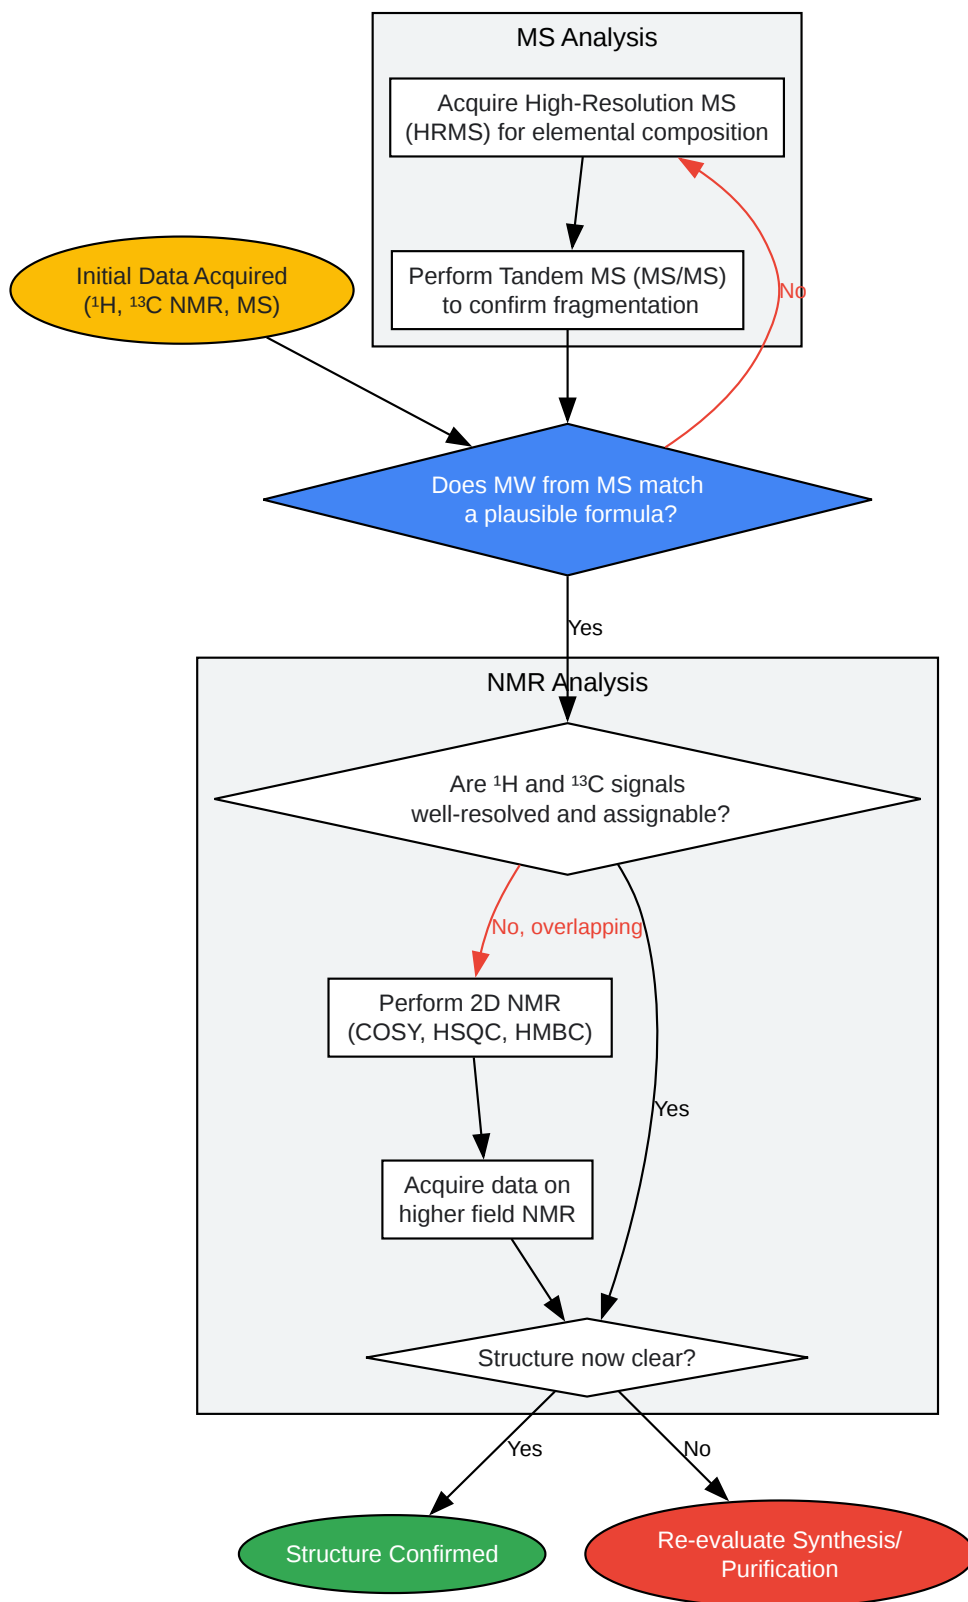 MS Analysis
Acquire High-Resolution MS
(HRMS) for elemental composition
Initial Data Acquired
(¹H, ¹³C NMR, MS)
Perform Tandem MS (MS/MS)
to confirm fragmentation
No
Does MW from MS match
a plausible formula?
Yes
NMR Analysis
Are ¹H and ¹³C signals
well-resolved and assignable?
No, overlapping
Perform 2D NMR
(COSY, HSQC, HMBC)
Yes
Acquire data on
higher field NMR
Structure now clear?
Yes
No
Structure Confirmed
Re-evaluate Synthesis/
Purification